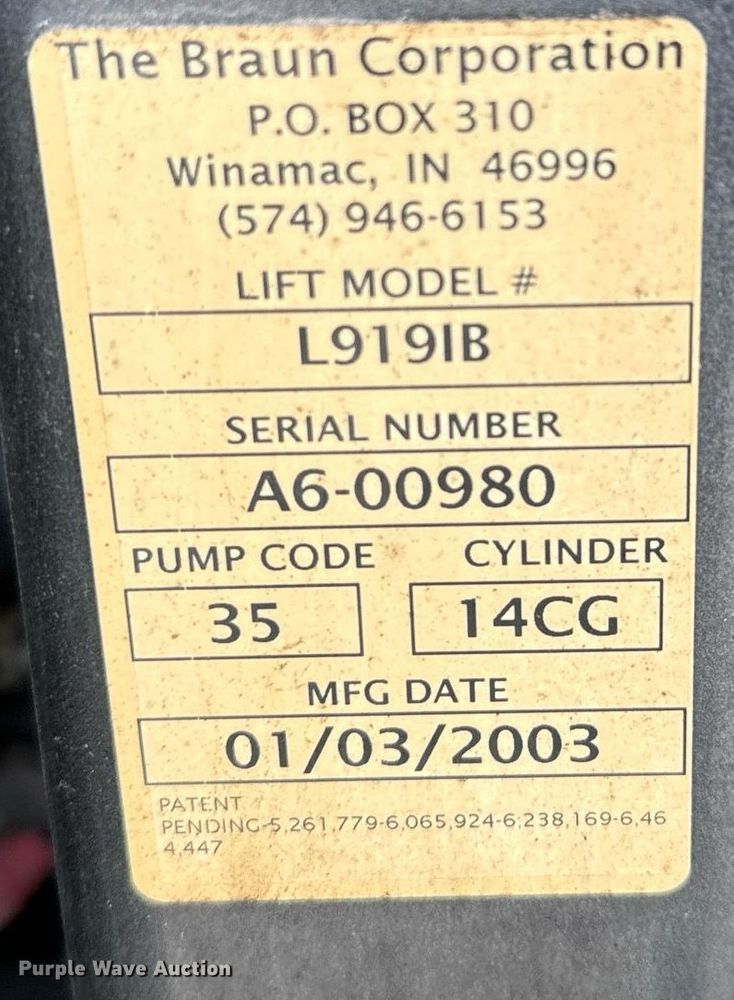 The Braun Corporation
P.O. BOX 310
Winamac, IN 46996
(574) 946-6153
LIFT MODEL #
L919IB
SERIAL NUMBER
A6-00980
PUMP CODE CYLINDER
35 14CG
MFG DATE
01/03/2003
PATENT
PENDING-5,261,779-6,065,924-6,238,169-6,46
4,447
Purple Wave Auction